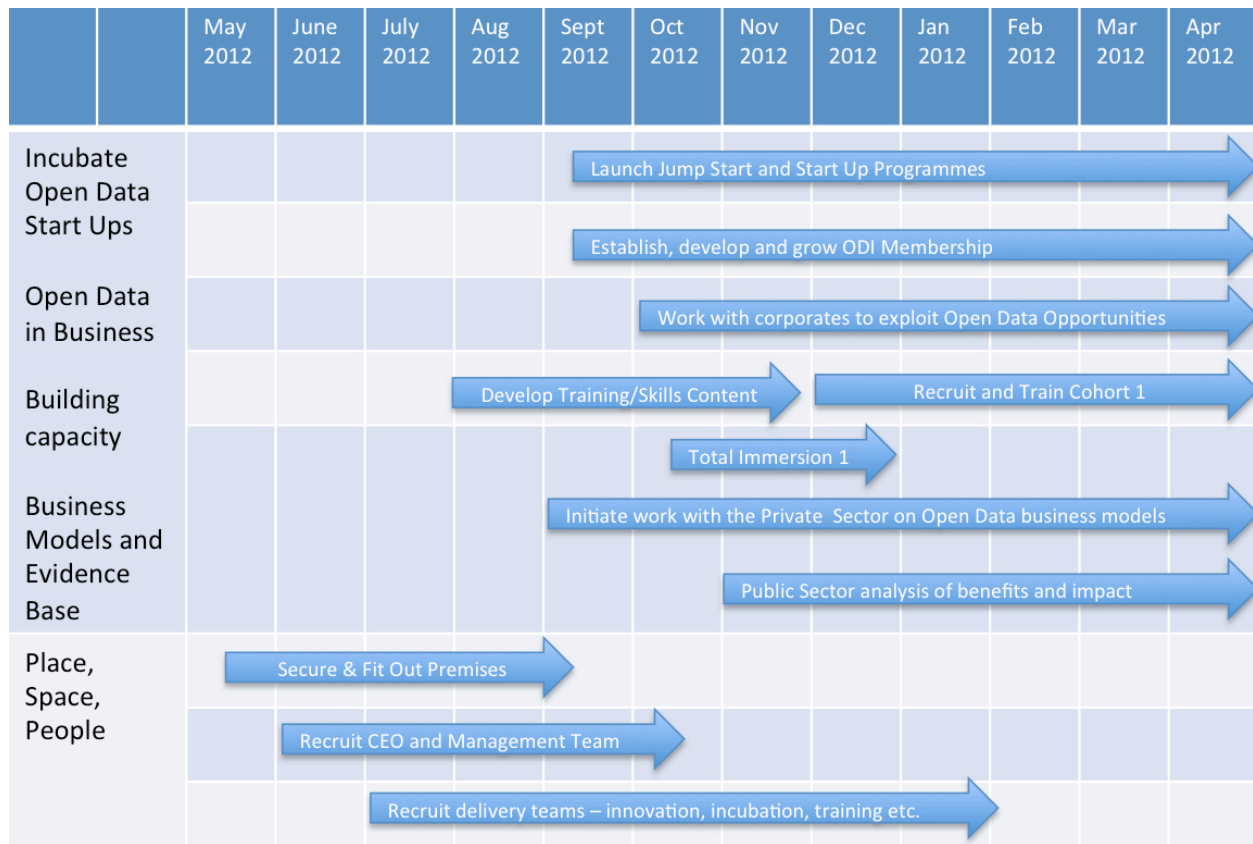 May
2012
June
2012
July
2012
Aug
2012
Sept
2012
Oct
2012
Nov
2012
Dec
2012
Jan
2012
Feb
2012
Mar
2012
Apr
2012
Incubate
Open Data
Start Ups
Launch Jump Start and Start Up Programmes
Establish, develop and grow ODI Membership
Open Data
in Business
Work with corporates to exploit Open Data Opportunities
Building
capacity
Develop Training/Skills Content
Recruit and Train Cohort 1
Total Immersion 1
Business
Models and
Evidence
Base
Initiate work with the Private Sector on Open Data business models
Public Sector analysis of benefits and impact
Place,
Space,
People
Secure & Fit Out Premises
Recruit CEO and Management Team
Recruit delivery teams – innovation, incubation, training etc.